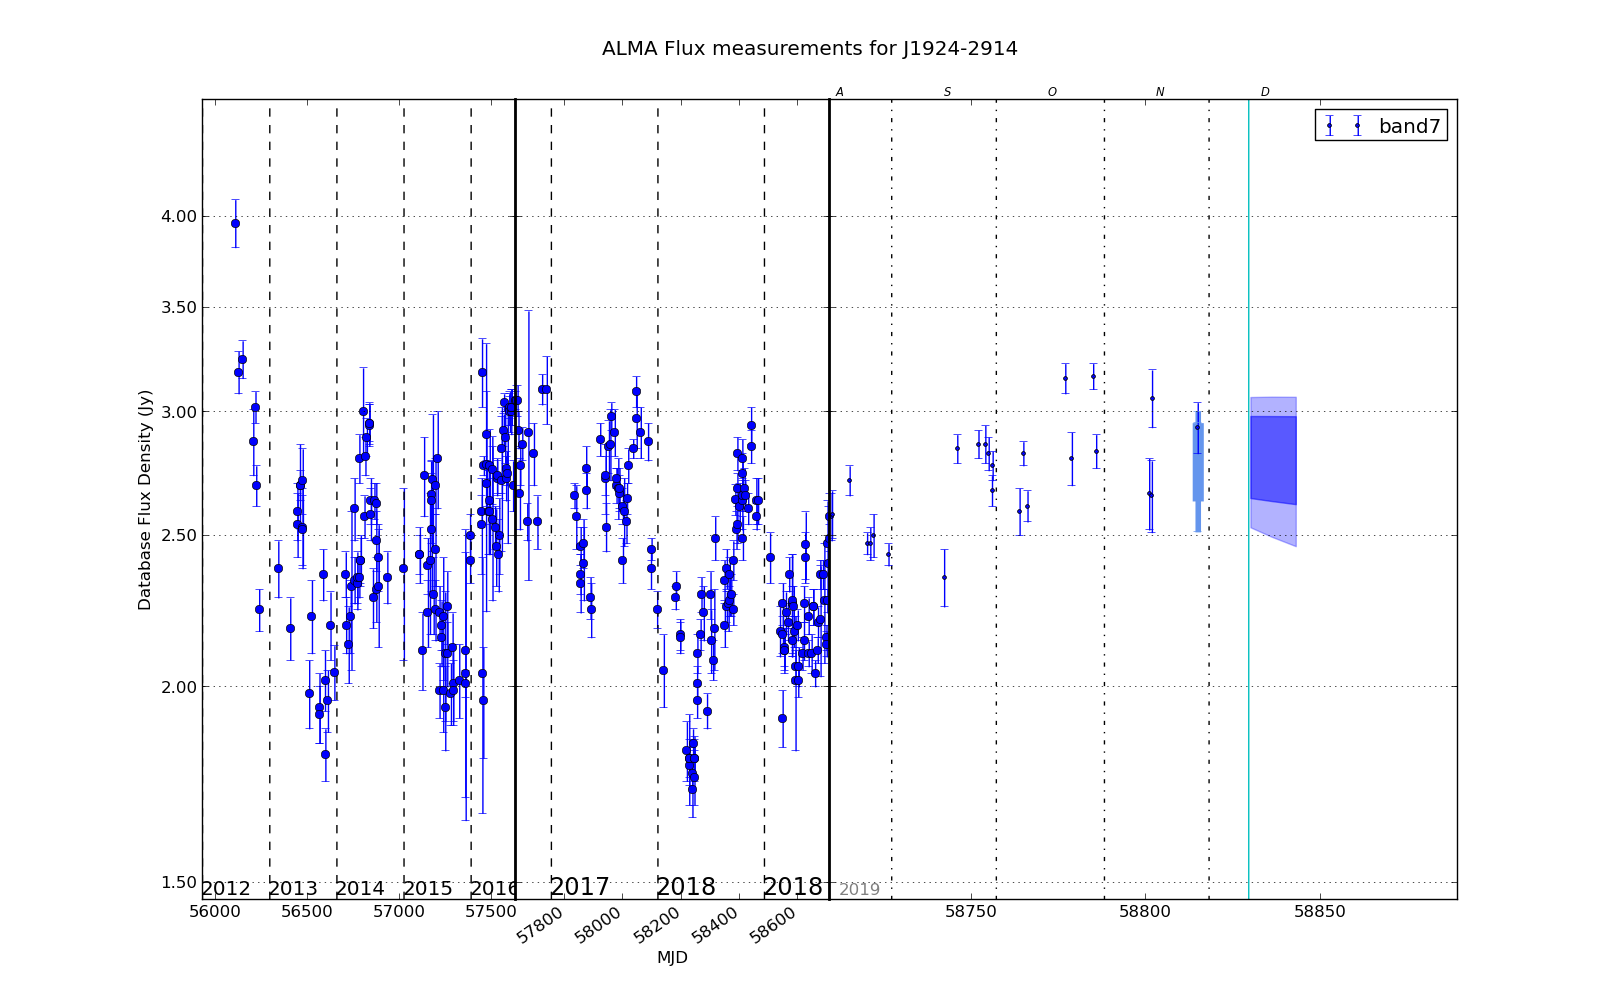 ALMA Flux measurements for J1924-2914
A S O N D
band7
4.00
3.50
3.00
2.50
2.00
1.50
Database Flux Density (Jy)
2012 2013 2014 2015 2016 2017 2018 2018 2019
56000 56500 57000 57500 57800 58000 58200 58400 58600 58750 58800 58850
MJD